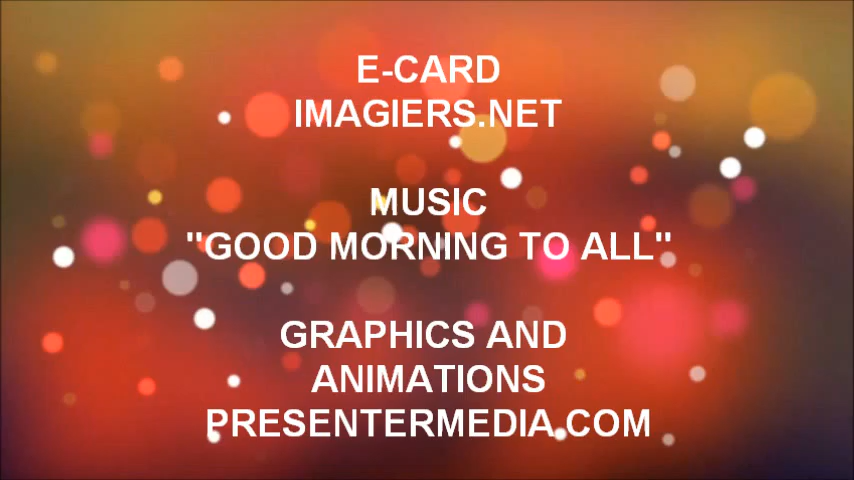 E-CARD
IMAGIERS.NET
MUSIC
"GOOD MORNING TO ALL"
GRAPHICS AND
ANIMATIONS
PRESENTERMEDIA.COM